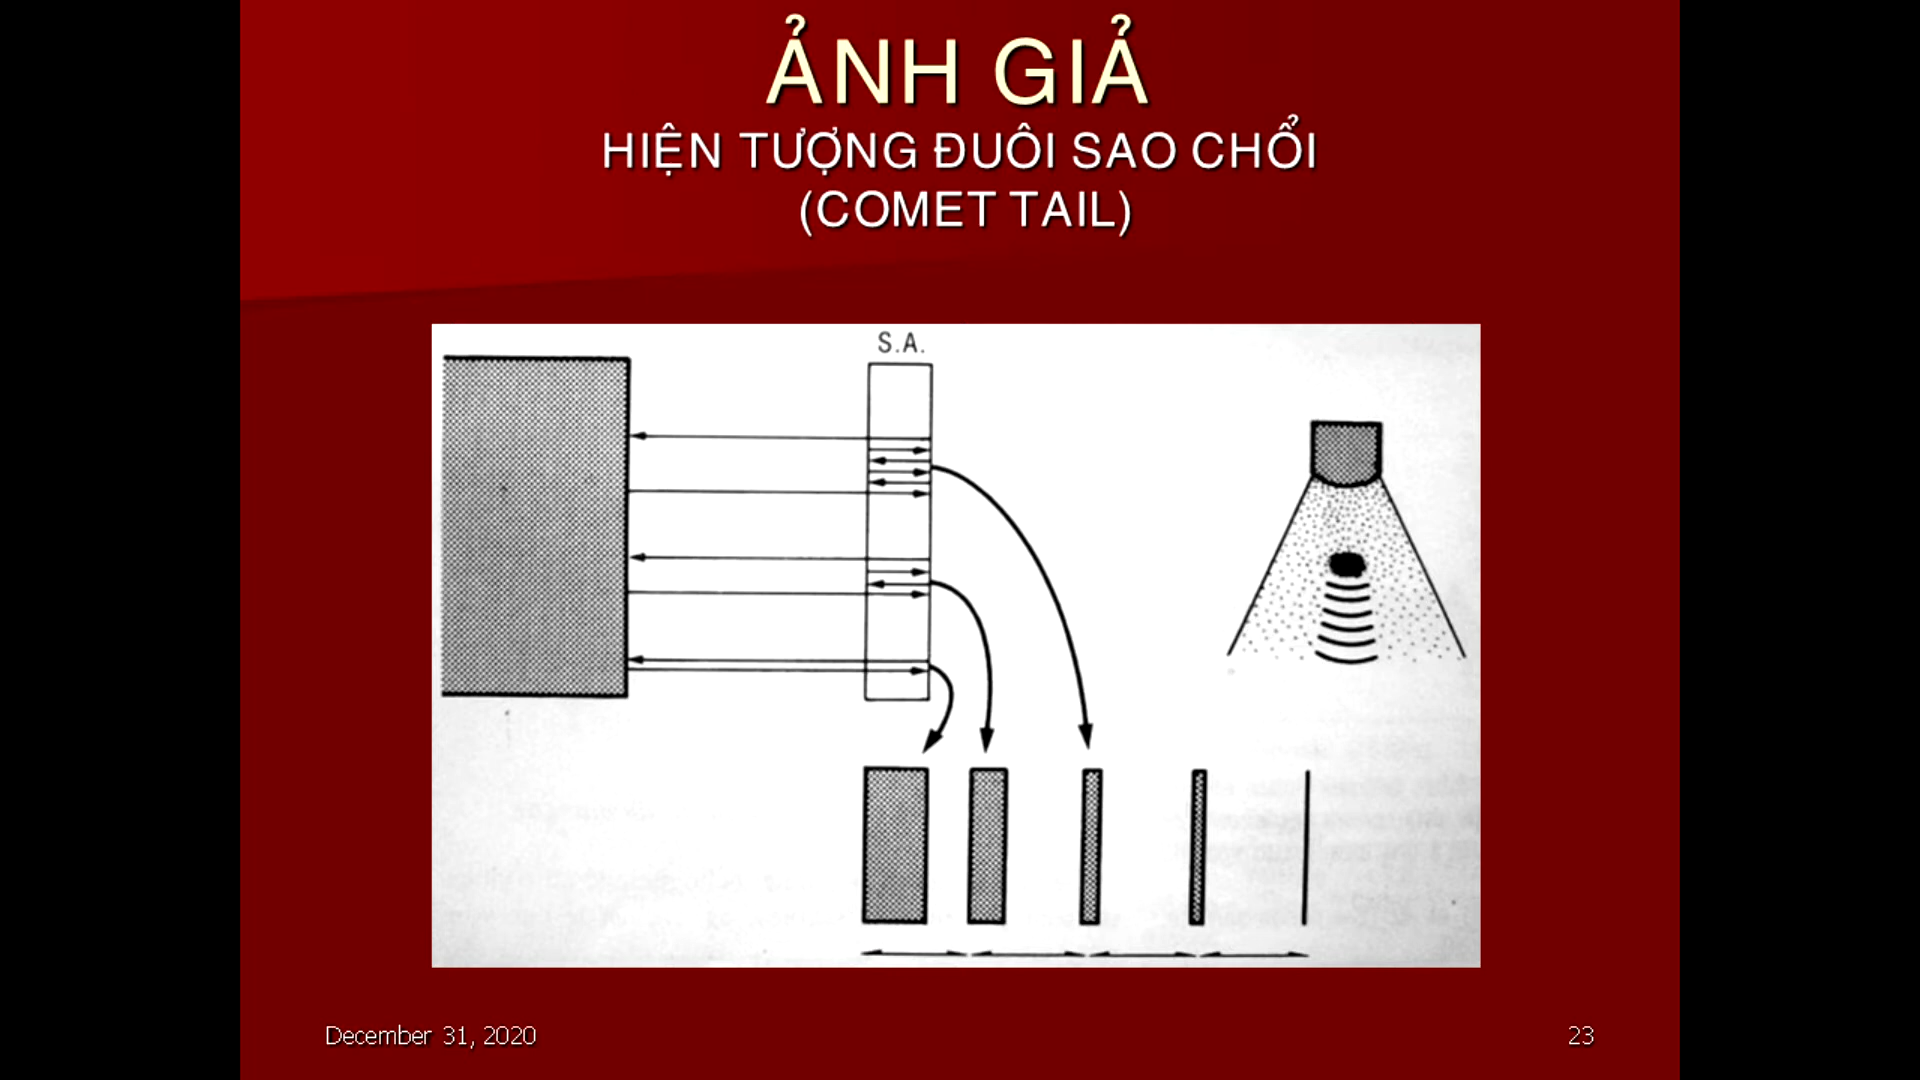 ẢNH GIẢ
HIỆN TƯỢNG ĐUÔI SAO CHỔI
(COMET TAIL)
S.A.
December 31, 2020
23